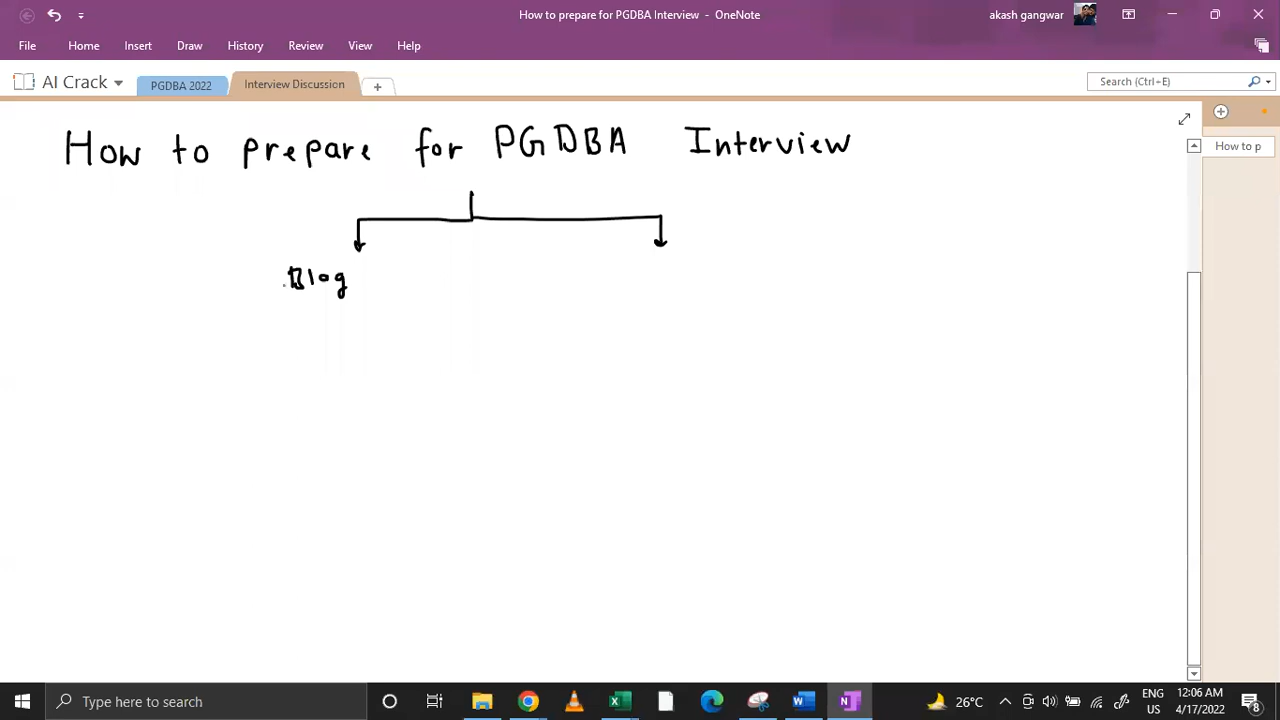 How to prepare for PGDBA Interview - OneNote
akash gangwar
File Home Insert Draw History Review View Help
AI Crack
PGDBA 2022
Interview Discussion
Search (Ctrl+E)
How to prepare for PGDBA Interview
How to p
Blog
Type here to search
26°C
ENG
US
12:06 AM
4/17/2022
8